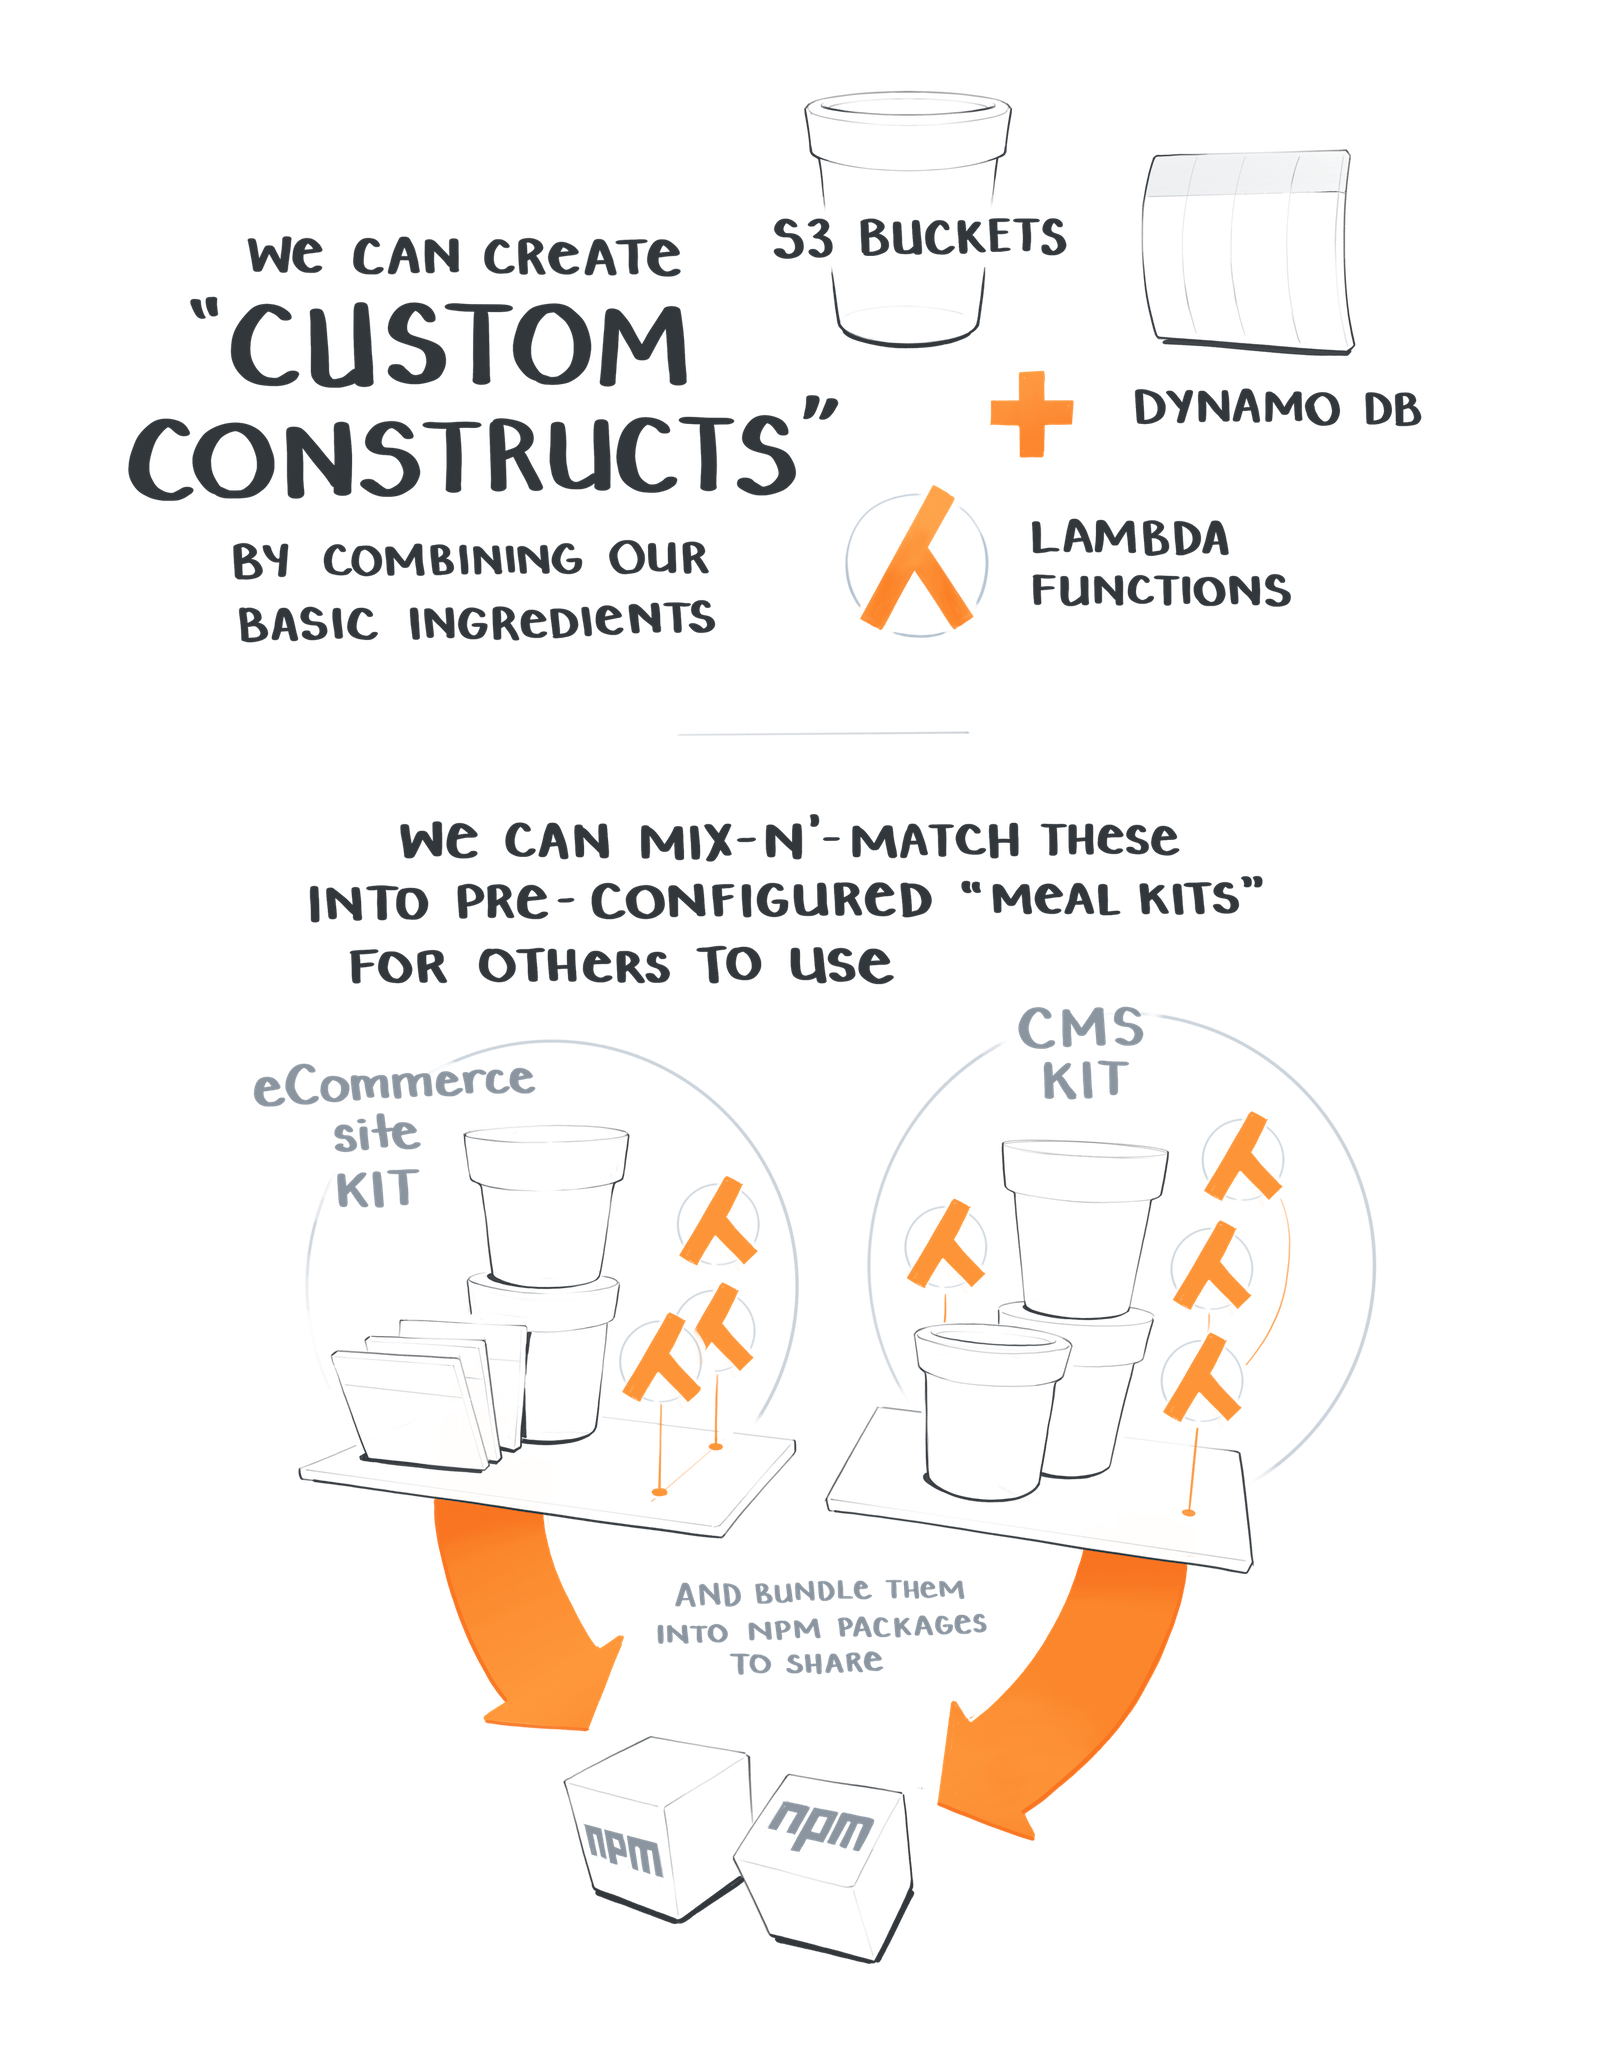 We CAN CReATe
“CUSTOM
CONSTRUCTS”
BY COMBINING OUR
BASIC INGReDIeNTS
S3 BUCKETS
DYNAMO DB
LAMBDA
FUNCTIONS
We CAN MIX-N’-MATCH THese
INTO PRe-CONFIGUReD “MeAL KITS”
FOR OTHeRS TO Use
eCommerce
site
KIT
CMS
KIT
AND BUNDLe THeM
INTO NPM PACKAGeS
TO SHARe
npm
npm